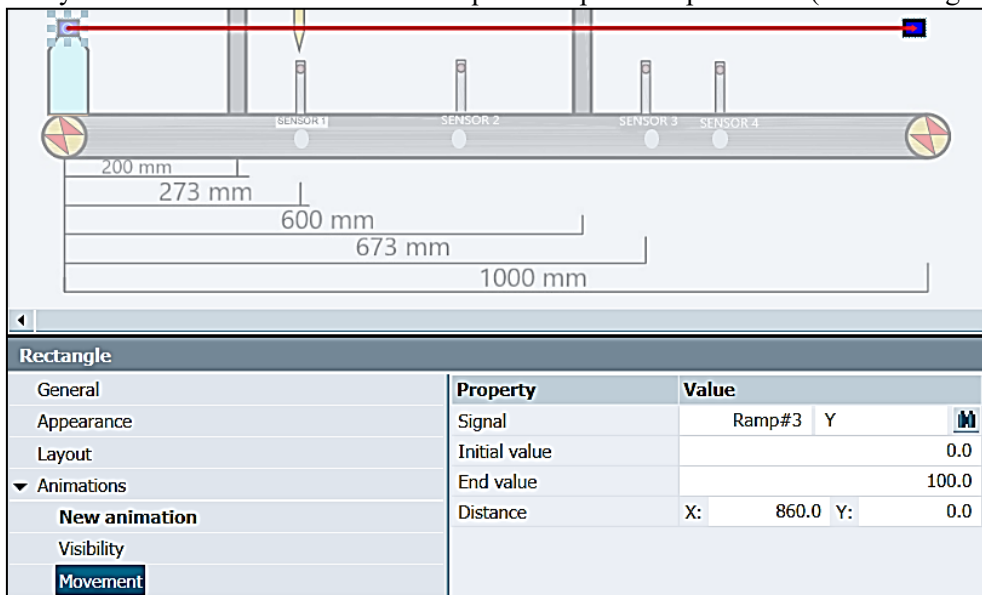 SENSOR 1 SENSOR 2 SENSOR 3 SENSOR 4
200 mm
273 mm
600 mm
673 mm
1000 mm
Rectangle
General Property Value
Appearance Signal Ramp#3 Y
Layout Initial value 0.0
Animations End value 100.0
New animation Distance X: 860.0 Y: 0.0
Visibility
Movement